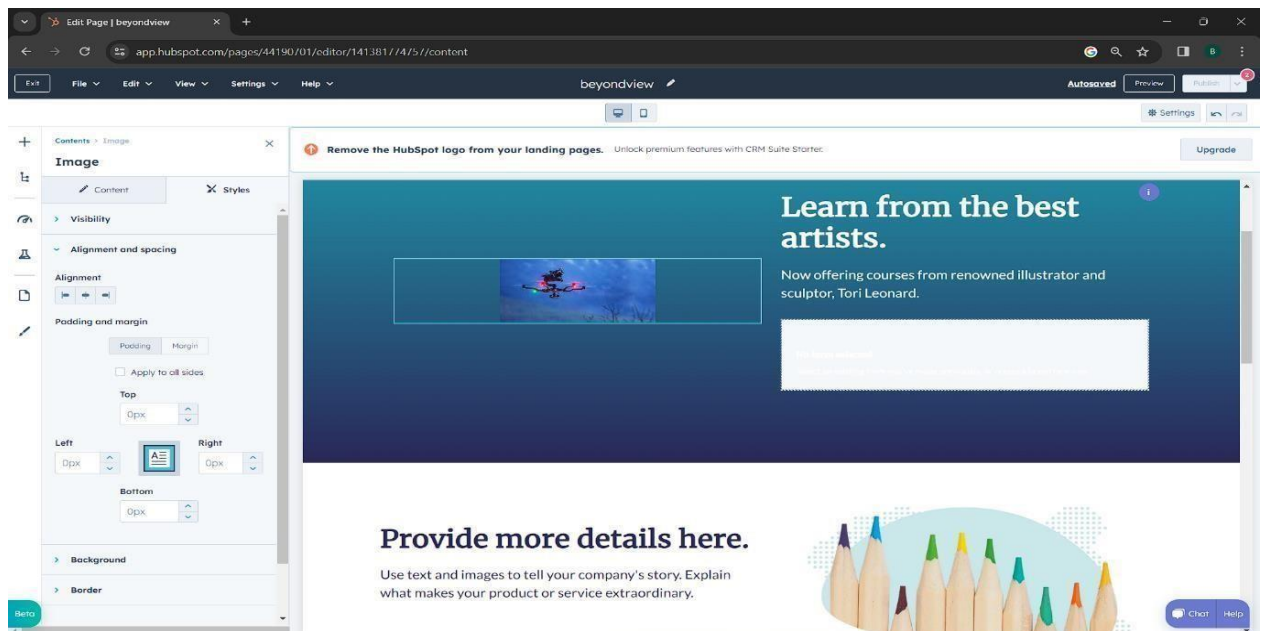 Edit Page | beyondview
app.hubspot.com/pages/44190701/editor/141381774757/content
B
Exit File Edit View Settings Help
beyondview
Autosaved Preview Publish 2
Settings
Contents > Image
Image
Content Styles
Visibility
Alignment and spacing
Alignment
Padding and margin
Padding Margin
Apply to all sides
Top
0px
Left Right
0px 0px
Bottom
0px
Background
Border
Beta
Remove the HubSpot logo from your landing pages. Unlock premium features with CRM Suite Starter. Upgrade
Learn from the best
artists.
Now offering courses from renowned illustrator and
sculptor, Tori Leonard.
Provide more details here.
Use text and images to tell your company's story. Explain
what makes your product or service extraordinary.
Chat Help